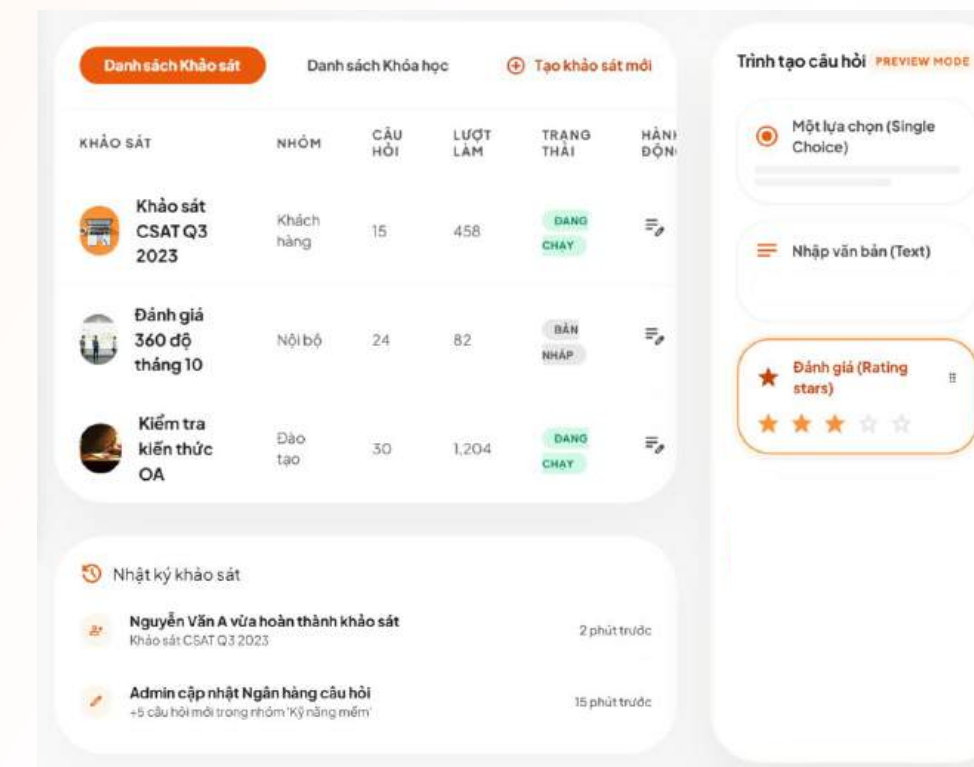 Danh sách Khảo sát
Danh sách Khóa học
Tạo khảo sát mới
KHẢO SÁT
NHÓM
CÂU
HỎI
LƯỢT
LÀM
TRẠNG
THÁI
HÀNH
ĐỘNG
Khảo sát
CSAT Q3
2023
Khách
hàng
15
458
ĐANG
CHẠY
Đánh giá
360 độ
tháng 10
Nội bộ
24
82
BẢN
NHÁP
Kiểm tra
kiến thức
OA
Đào
tạo
30
1,204
ĐANG
CHẠY
Nhật ký khảo sát
Nguyễn Văn A vừa hoàn thành khảo sát
Khảo sát CSAT Q3 2023
2 phút trước
Admin cập nhật Ngân hàng câu hỏi
+5 câu hỏi mới trong nhóm 'Kỹ năng mềm'
15 phút trước
Trình tạo câu hỏi
PREVIEW MODE
Một lựa chọn (Single
Choice)
Nhập văn bản (Text)
Đánh giá (Rating
stars)